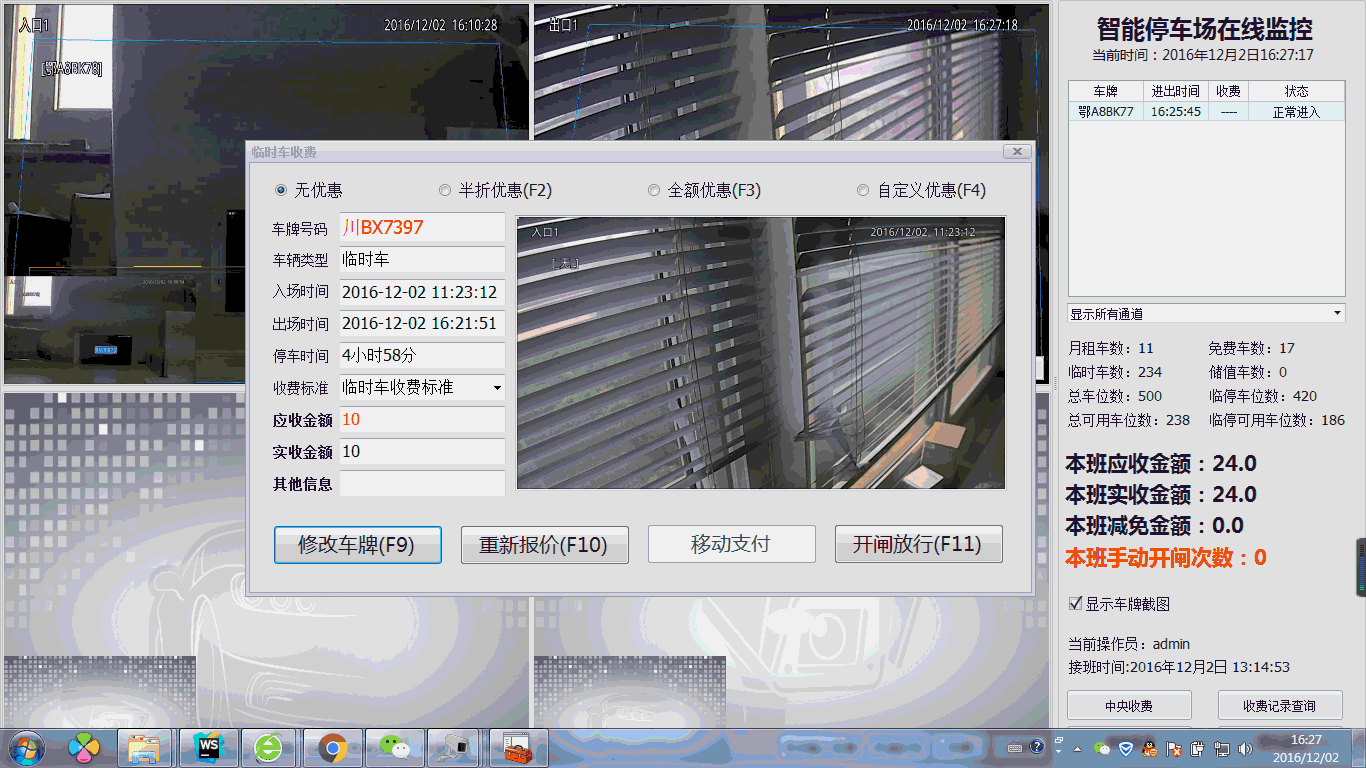 入口1
2016/12/02 16:10:28
[鄂A8BK78]
出口1
2016/12/02 16:27:18
智能停车场在线监控
当前时间：2016年12月2日16:27:17
车牌 进出时间 收费 状态
鄂A8BK77 16:25:45 ---- 正常进入
显示所有通道
月租车数：11 免费车数：17
临时车数：234 储值车数：0
总车位数：500 临停车位数：420
总可用车位数：238 临停可用车位数：186
本班应收金额：24.0
本班实收金额：24.0
本班减免金额：0.0
本班手动开闸次数：0
显示车牌截图
当前操作员：admin
接班时间:2016年12月2日 13:14:53
中央收费 收费记录查询
临时车收费
无优惠 半折优惠(F2) 全额优惠(F3) 自定义优惠(F4)
车牌号码 川BX7397
车辆类型 临时车
入场时间 2016-12-02 11:23:12
出场时间 2016-12-02 16:21:51
停车时间 4小时58分
收费标准 临时车收费标准
应收金额 10
实收金额 10
其他信息
入口1
2016/12/02 11:23:12
[无]
修改车牌(F9) 重新报价(F10) 移动支付 开闸放行(F11)
WS
16:27
2016/12/02